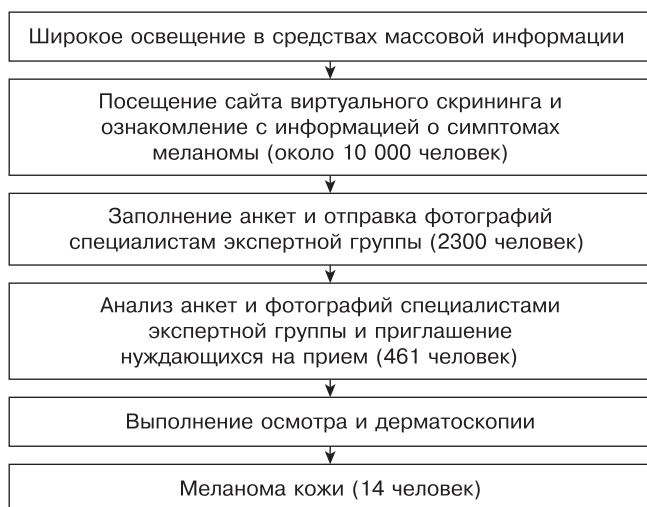 Широкое освещение в средствах массовой информации
Посещение сайта виртуального скрининга и
ознакомление с информацией о симптомах
меланомы (около 10 000 человек)
Заполнение анкет и отправка фотографий
специалистам экспертной группы (2300 человек)
Анализ анкет и фотографий специалистами
экспертной группы и приглашение
нуждающихся на прием (461 человек)
Выполнение осмотра и дерматоскопии
Меланома кожи (14 человек)